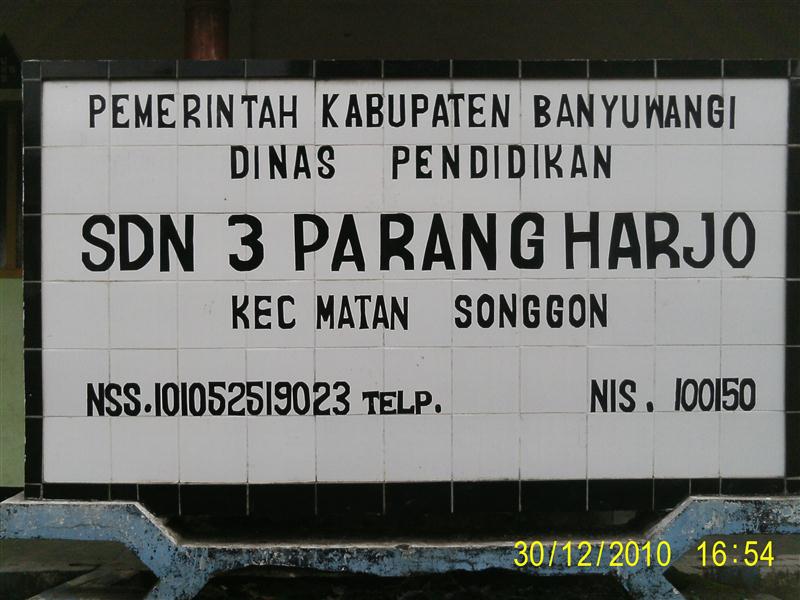 PEMERINTAH KABUPATEN BANYUWANGI
DINAS PENDIDIKAN
SDN 3 PARANG HARJO
KEC MATAN SONGGON
NSS.101052519023 TELP. NIS. 100150
30/12/2010 16:54